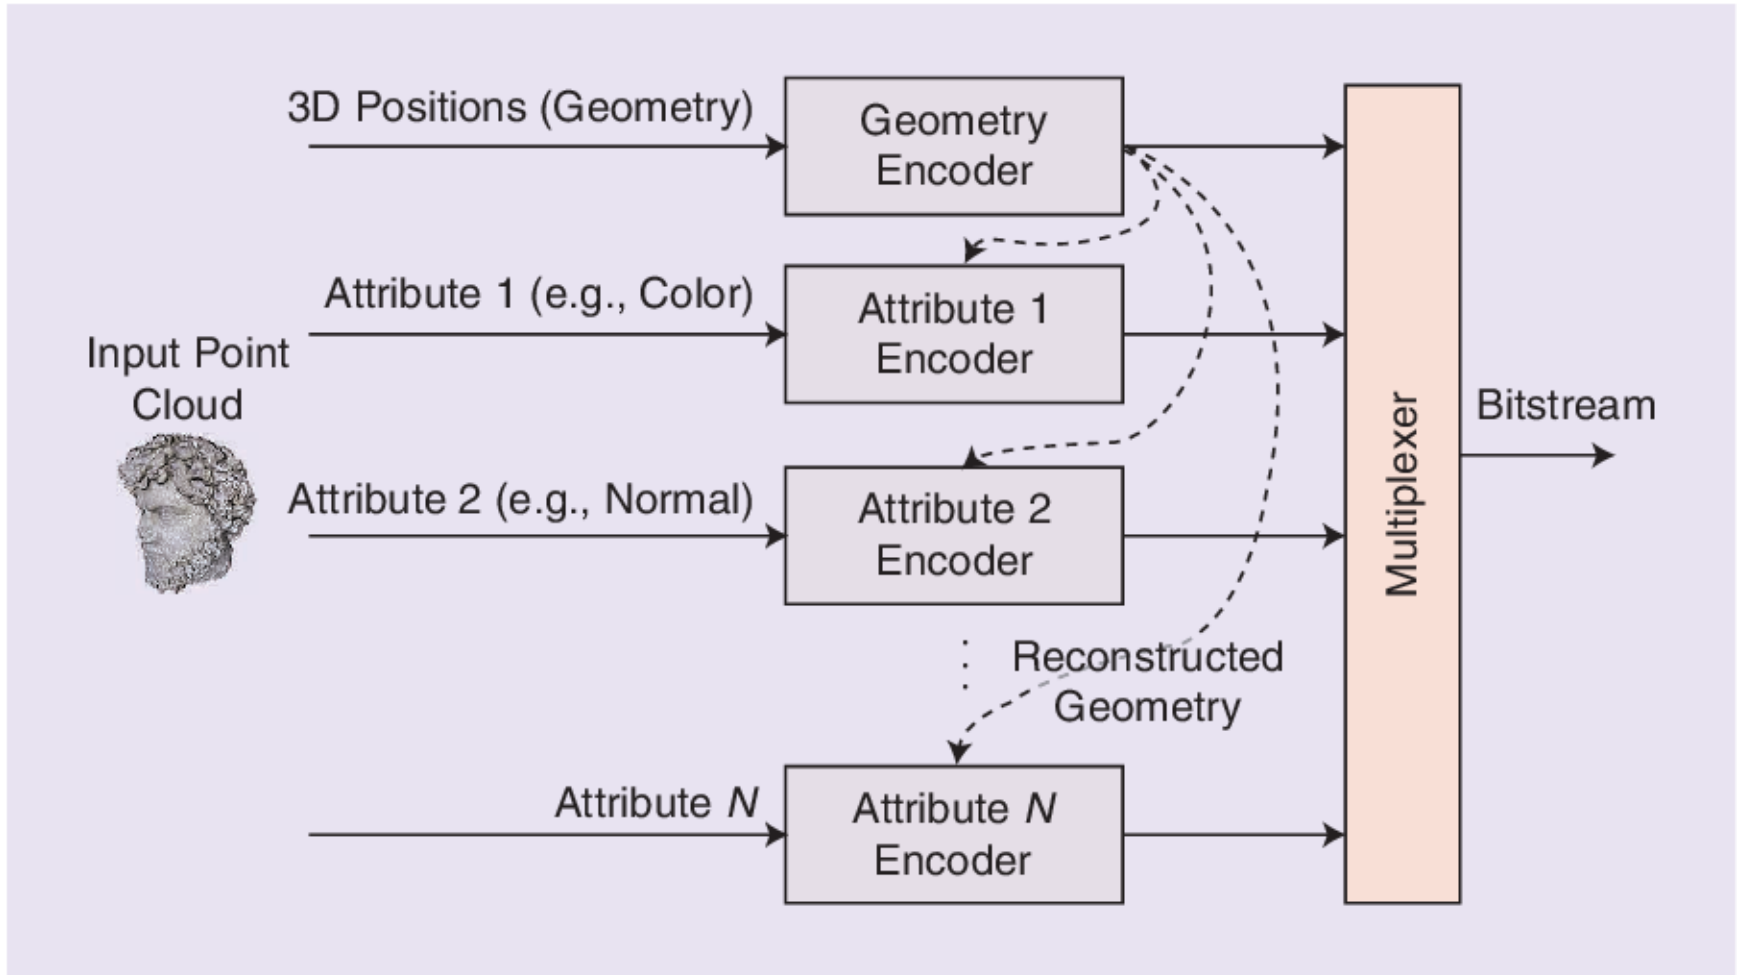 3D Positions (Geometry)
Geometry
Encoder
Attribute 1 (e.g., Color)
Attribute 1
Encoder
Input Point
Cloud
Attribute 2 (e.g., Normal)
Attribute 2
Encoder
Reconstructed
Geometry
Attribute N
Attribute N
Encoder
Multiplexer
Bitstream